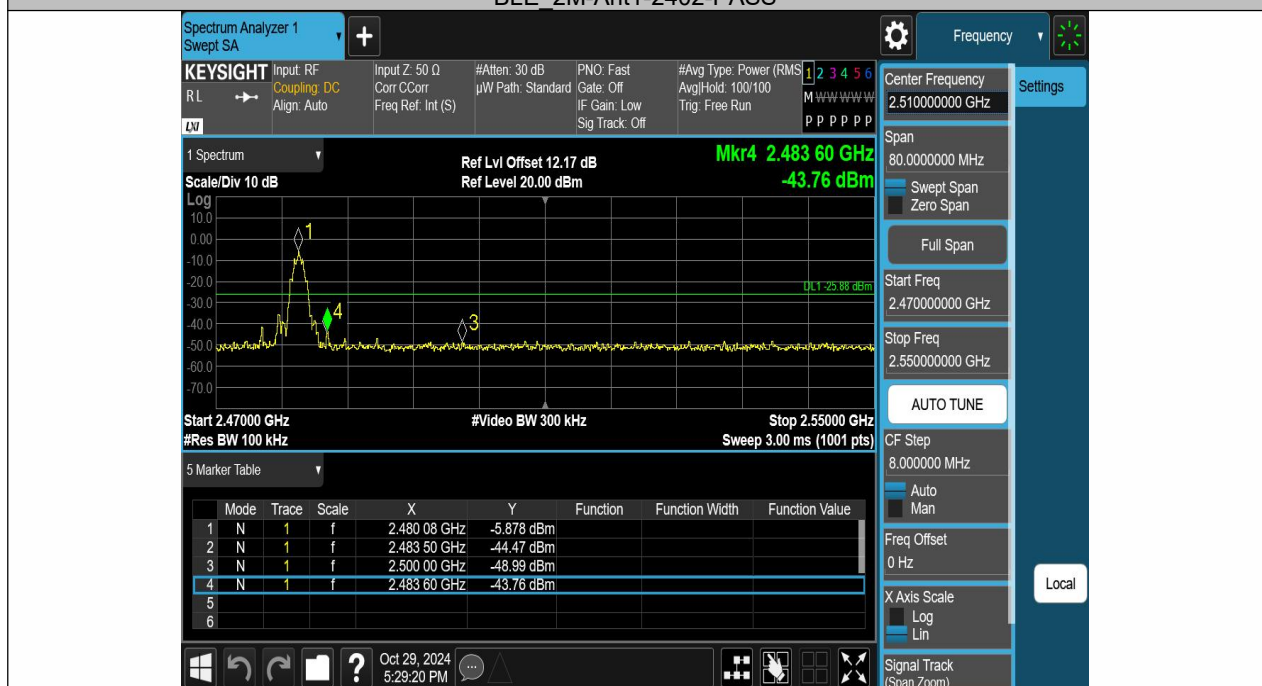 Spectrum Analyzer 1
Swept SA
+
Frequency
KEYSIGHT
RL
LXI
Input: RF
Coupling: DC
Align: Auto
Input Z: 50 Ω
Corr CCorr
Freq Ref: Int (S)
#Atten: 30 dB
µW Path: Standard
PNO: Fast
Gate: Off
IF Gain: Low
Sig Track: Off
#Avg Type: Power (RMS
Avg|Hold: 100/100
Trig: Free Run
1 2 3 4 5 6
M W W W W W
P P P P P P
Center Frequency
2.510000000 GHz
Settings
Span
80.0000000 MHz
Swept Span
Zero Span
Full Span
Start Freq
2.470000000 GHz
Stop Freq
2.550000000 GHz
AUTO TUNE
CF Step
8.000000 MHz
Auto
Man
Freq Offset
0 Hz
X Axis Scale
Log
Lin
Signal Track
(Span Zoom)
Local
1 Spectrum
Scale/Div 10 dB
Ref Lvl Offset 12.17 dB
Ref Level 20.00 dBm
Mkr4 2.483 60 GHz
-43.76 dBm
Log
10.0
0.00
-10.0
-20.0
-30.0
-40.0
-50.0
-60.0
-70.0
1
4
3
DL1 -25.88 dBm
Start 2.47000 GHz
#Res BW 100 kHz
#Video BW 300 kHz
Stop 2.55000 GHz
Sweep 3.00 ms (1001 pts)
5 Marker Table
Mode Trace Scale X Y Function Function Width Function Value
1 N 1 f 2.480 08 GHz -5.878 dBm
2 N 1 f 2.483 50 GHz -44.47 dBm
3 N 1 f 2.500 00 GHz -48.99 dBm
4 N 1 f 2.483 60 GHz -43.76 dBm
5
6
?
Oct 29, 2024
5:29:20 PM